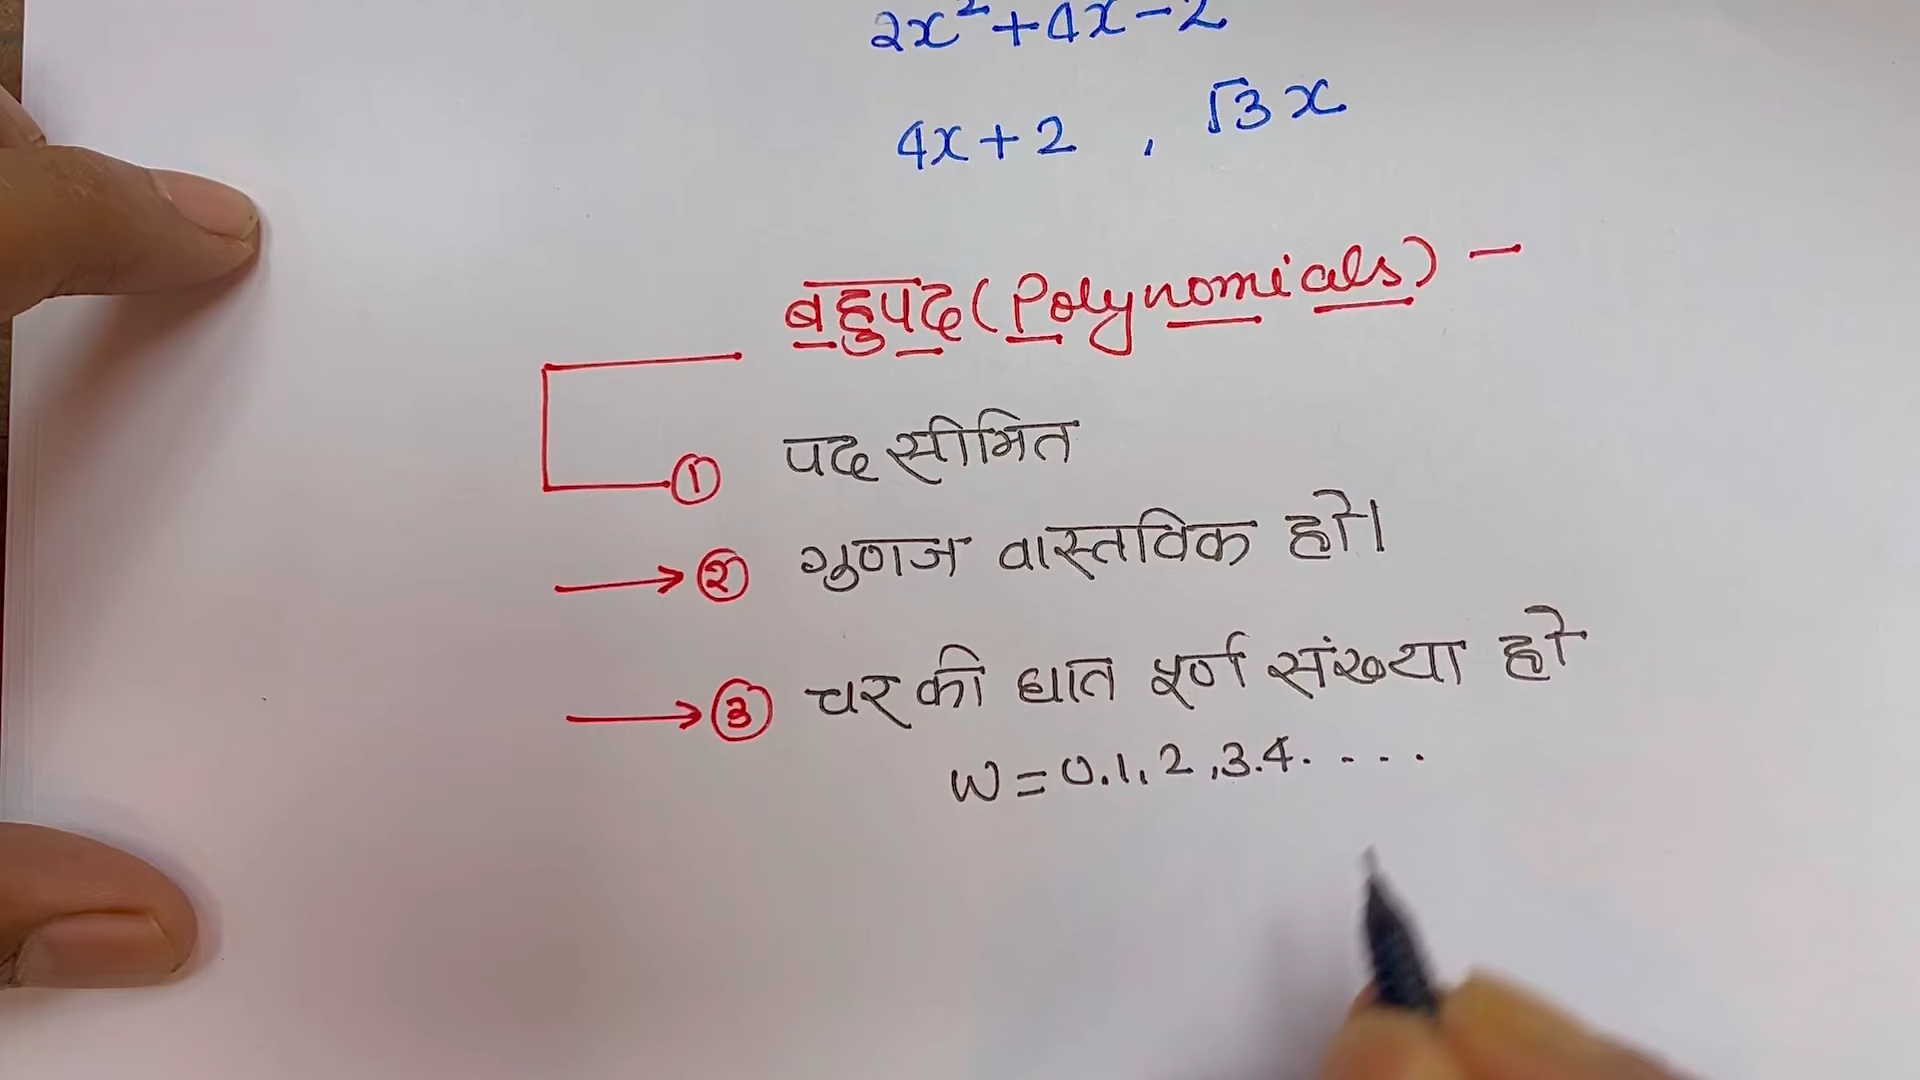 2x²+4x-2
4x+2 , √3x
बहुपद (Polynomials) -
① पद सीमित
② गुणज वास्तविक हो।
③ चर की घात पूर्ण संख्या हो
W = 0.1, 2, 3.4. . . . .